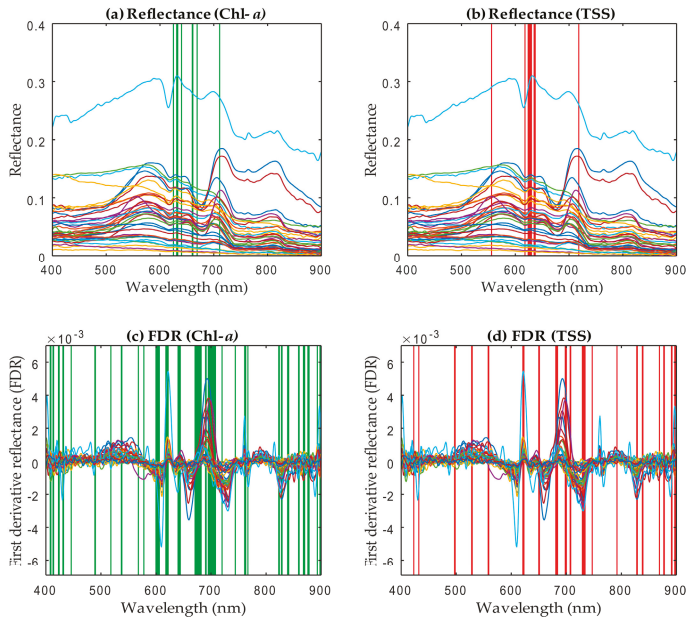 (a) Reflectance (Chl- a)
(b) Reflectance (TSS)
0.4
0.3
0.2
0.1
0
Reflectance
400 500 600 700 800 900
Wavelength (nm)
0.4
0.3
0.2
0.1
0
Reflectance
400 500 600 700 800 900
Wavelength (nm)
(c) FDR (Chl-a)
(d) FDR (TSS)
×10⁻³
6
4
2
0
-2
-4
-6
First derivative reflectance (FDR)
400 500 600 700 800 900
Wavelength (nm)
×10⁻³
6
4
2
0
-2
-4
-6
First derivative reflectance (FDR)
400 500 600 700 800 900
Wavelength (nm)